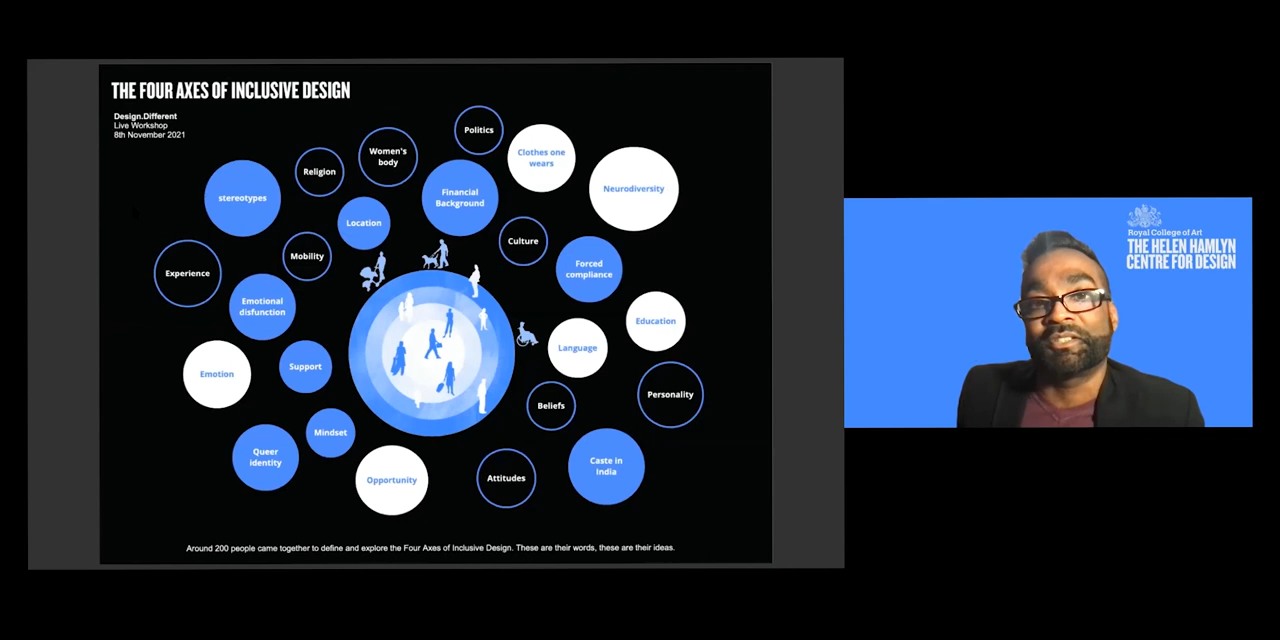 THE FOUR AXES OF INCLUSIVE DESIGN
Design.Different
Live Workshop
8th November 2021
Politics
Women's
body
Clothes one
wears
Religion
Neurodiversity
stereotypes
Financial
Background
Location
Culture
Mobility
Forced
compliance
Experience
Emotional
disfunction
Education
Language
Support
Emotion
Personality
Beliefs
Mindset
Queer
identity
Caste in
India
Opportunity
Attitudes
Around 200 people came together to define and explore the Four Axes of Inclusive Design. These are their words, these are their ideas.
Royal College of Art
THE HELEN HAMLYN
CENTRE FOR DESIGN